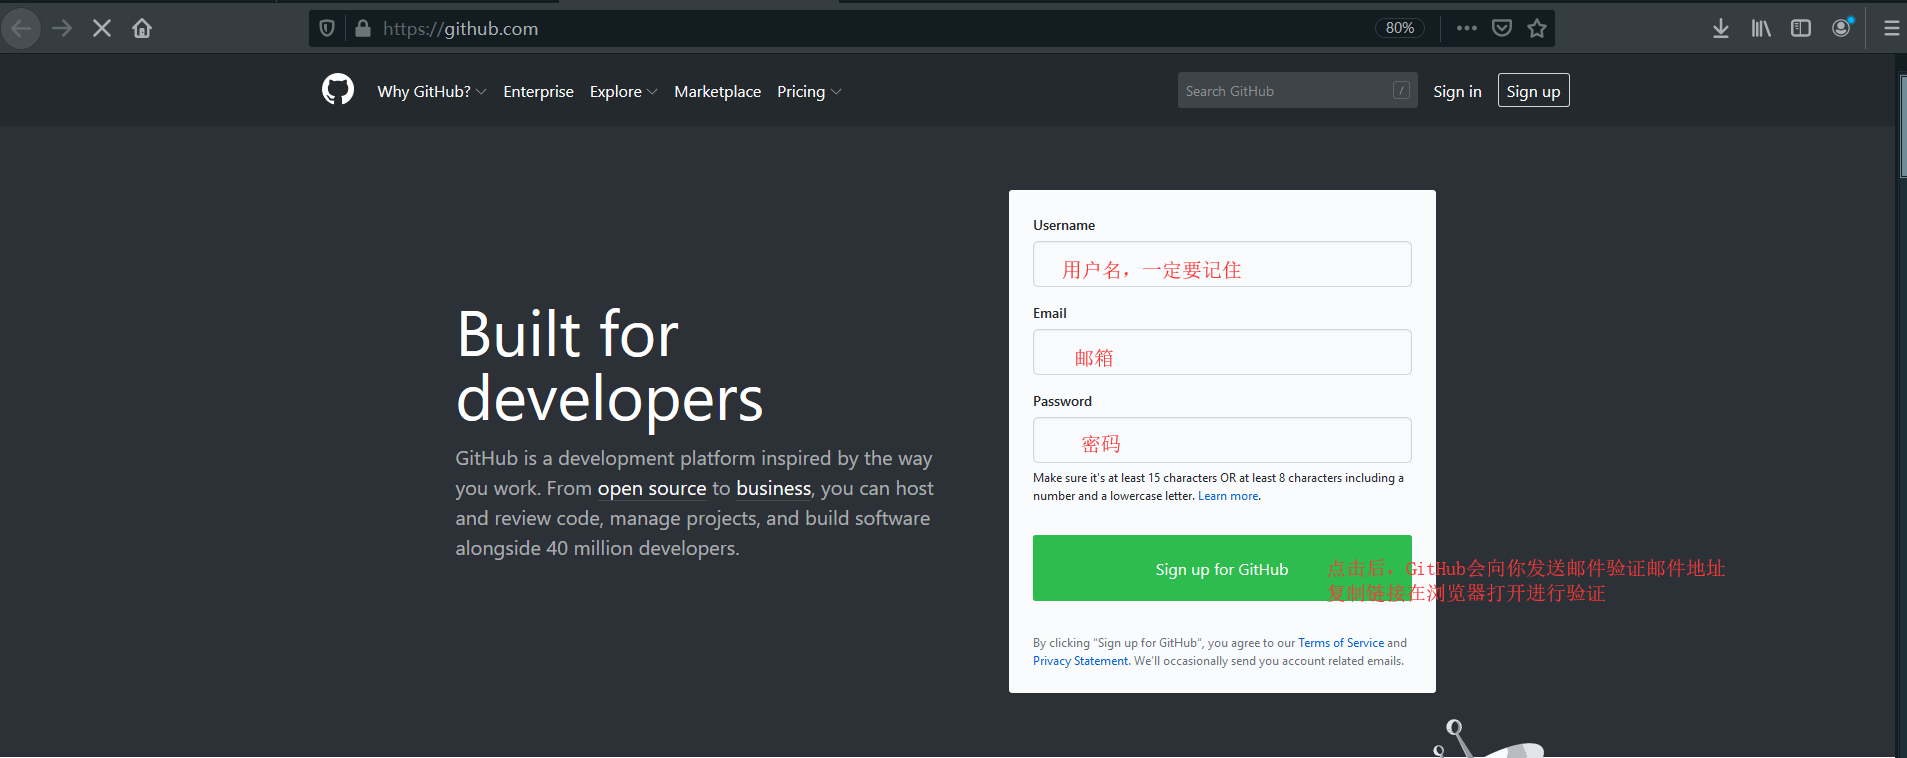 https://github.com
80%
Why GitHub?
Enterprise
Explore
Marketplace
Pricing
Search GitHub
/
Sign in
Sign up
Built for
developers
GitHub is a development platform inspired by the way
you work. From open source to business, you can host
and review code, manage projects, and build software
alongside 40 million developers.
Username
用户名，一定要记住
Email
邮箱
Password
密码
Make sure it's at least 15 characters OR at least 8 characters including a
number and a lowercase letter. Learn more.
Sign up for GitHub
点击后，GitHub会向你发送邮件验证邮件地址
复制链接在浏览器打开进行验证
By clicking “Sign up for GitHub”, you agree to our Terms of Service and
Privacy Statement. We’ll occasionally send you account related emails.